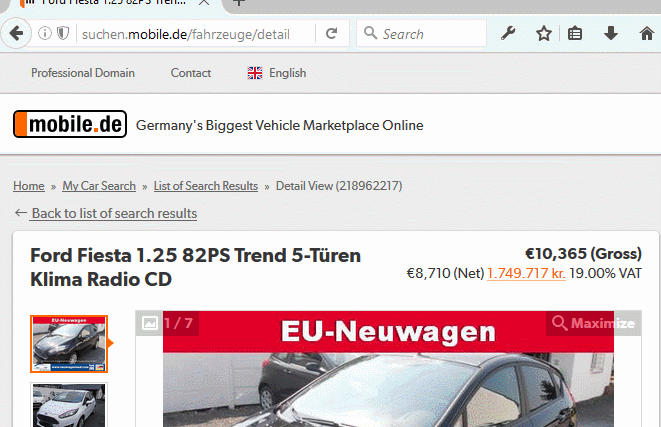 Ford Fiesta 1.25 82PS Tren...
suchen.mobile.de/fahrzeuge/detail
Search
Professional Domain Contact English
mobile.de Germany's Biggest Vehicle Marketplace Online
Home » My Car Search » List of Search Results » Detail View (218962217)
← Back to list of search results
Ford Fiesta 1.25 82PS Trend 5-Türen
Klima Radio CD
€10,365 (Gross)
€8,710 (Net) 1.749.717 kr. 19.00% VAT
1 / 7
Maximize
EU-Neuwagen
EU-Neuwagen